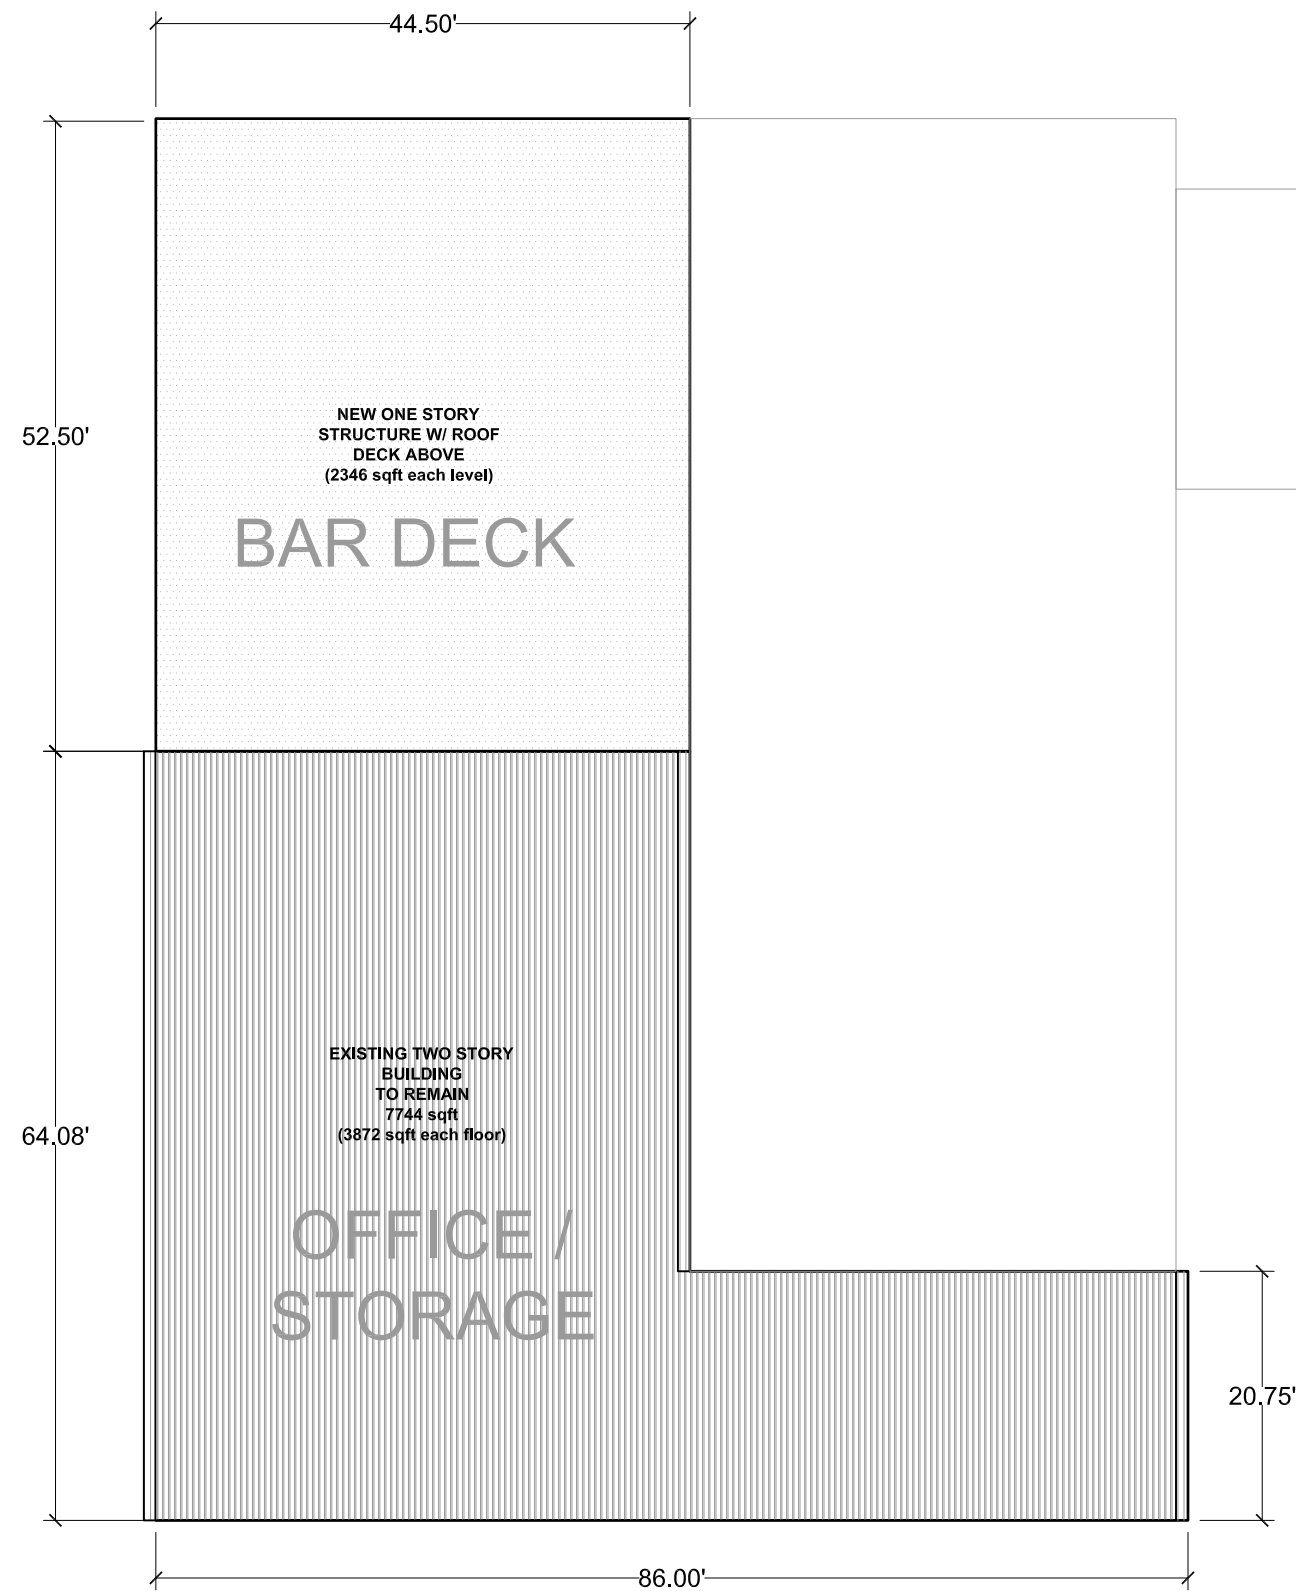 44.50'
52.50'
NEW ONE STORY
STRUCTURE W/ ROOF
DECK ABOVE
(2346 sqft each level)
BAR DECK
64.08'
EXISTING TWO STORY
BUILDING
TO REMAIN
7744 sqft
(3872 sqft each floor)
OFFICE /
STORAGE
20.75'
86.00'